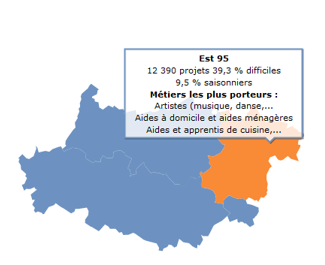 Est 95
12 390 projets 39,3 % difficiles
9,5 % saisonniers
Métiers les plus porteurs :
Artistes (musique, danse,...
Aides à domicile et aides ménagères
Aides et apprentis de cuisine,...